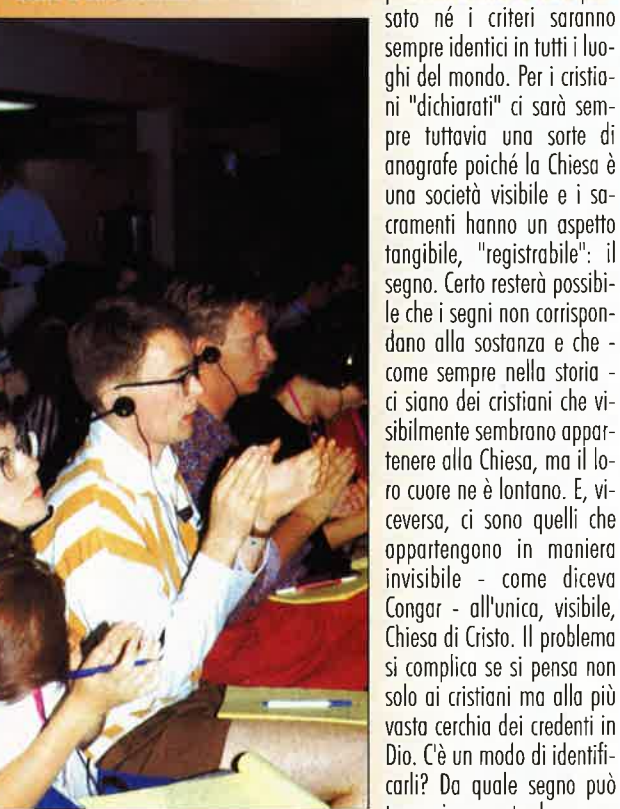 sato né i criteri saranno
sempre identici in tutti i luo-
ghi del mondo. Per i cristia-
ni "dichiarati" ci sarà sem-
pre tuttavia una sorte di
anografe poiché la Chiesa è
una società visibile e i sa-
cramenti hanno un aspetto
tangibile, "registrabile": il
segno. Certo resterà possibi-
le che i segni non corrispon-
dano alla sostanza e che -
come sempre nella storia -
ci siano dei cristiani che vi-
sibilmente sembrano appar-
tenere alla Chiesa, ma il lo-
ro cuore ne è lontano. E, vi-
ceversa, ci sono quelli che
appartengono in maniera
invisibile - come diceva
Congar - all'unica, visibile,
Chiesa di Cristo. Il problema
si complica se si pensa non
solo ai cristiani ma alla più
vasta cerchia dei credenti in
Dio. C'è un modo di identifi-
carli? Da quale segno può